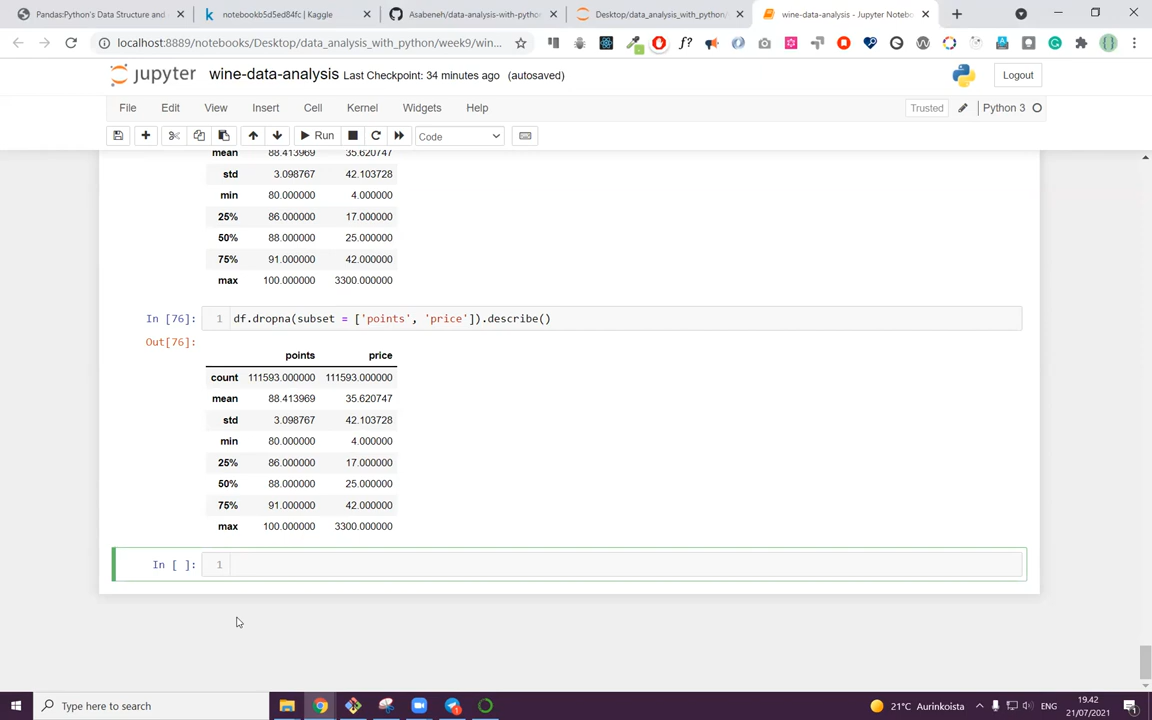 Pandas:Python's Data Structure and
notebookb5d5ed84fc | Kaggle
Asabeneh/data-analysis-with-python
Desktop/data_analysis_with_python/
wine-data-analysis - Jupyter Notebo
localhost:8889/notebooks/Desktop/data_analysis_with_python/week9/win...
jupyter wine-data-analysis Last Checkpoint: 34 minutes ago (autosaved)
Logout
File Edit View Insert Cell Kernel Widgets Help
Trusted Python 3
Run Code
mean 88.413969 35.620747
std 3.098767 42.103728
min 80.000000 4.000000
25% 86.000000 17.000000
50% 88.000000 25.000000
75% 91.000000 42.000000
max 100.000000 3300.000000
In [76]: 1 df.dropna(subset = ['points', 'price']).describe()
Out[76]:
points price
count 111593.000000 111593.000000
mean 88.413969 35.620747
std 3.098767 42.103728
min 80.000000 4.000000
25% 86.000000 17.000000
50% 88.000000 25.000000
75% 91.000000 42.000000
max 100.000000 3300.000000
In [ ]: 1
Type here to search
21°C Aurinkoista
ENG
19.42
21/07/2021